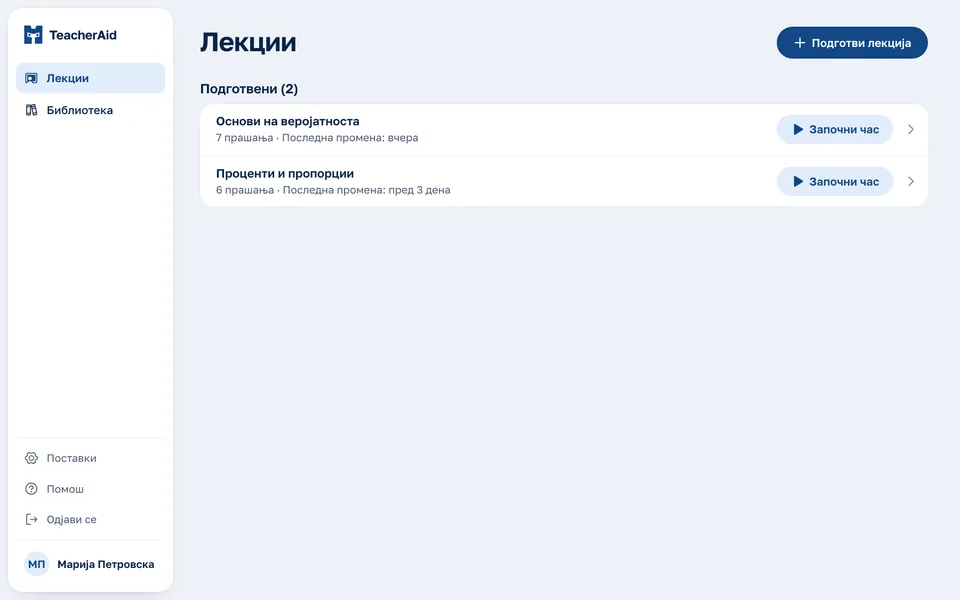 TeacherAid
Лекции
Библиотека
Поставки
Помош
Одјави се
МП Марија Петровска
Лекции
Подготви лекција
Подготвени (2)
Основи на веројатноста
7 прашања · Последна промена: вчера
Започни час
Проценти и пропорции
6 прашања · Последна промена: пред 3 дена
Започни час